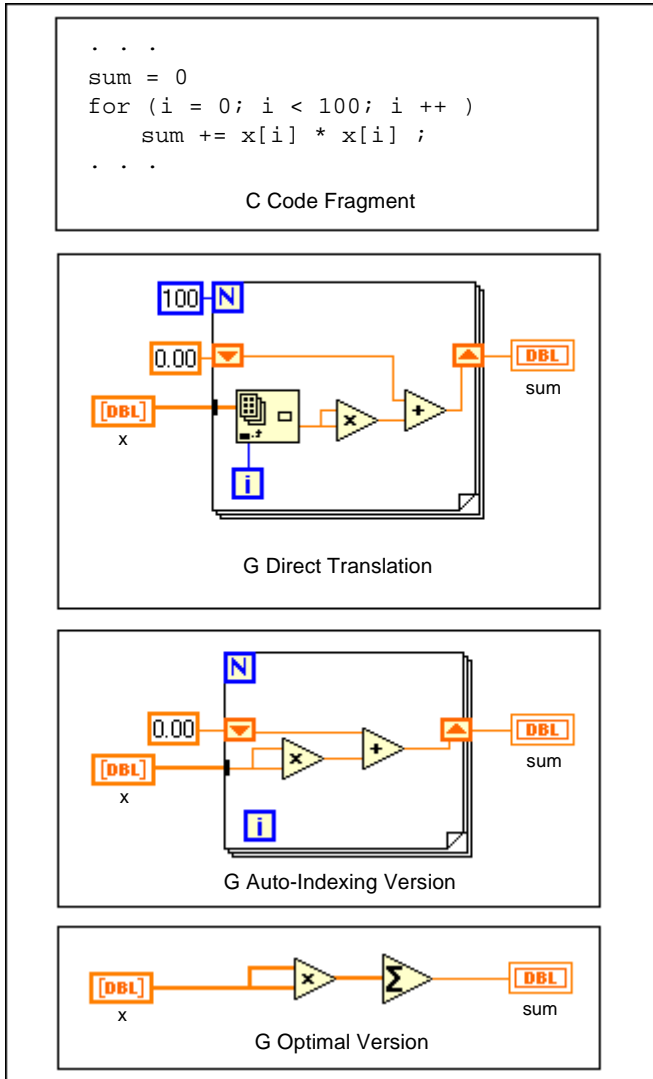 . . .
sum = 0
for (i = 0; i < 100; i ++ )
sum += x[i] * x[i] ;
. . .
C Code Fragment
100 N
0.00 DBL
sum
[DBL]
x
×
+
i
G Direct Translation
N
0.00 DBL
sum
[DBL]
x
×
+
i
G Auto-Indexing Version
[DBL] × Σ DBL
x sum
G Optimal Version